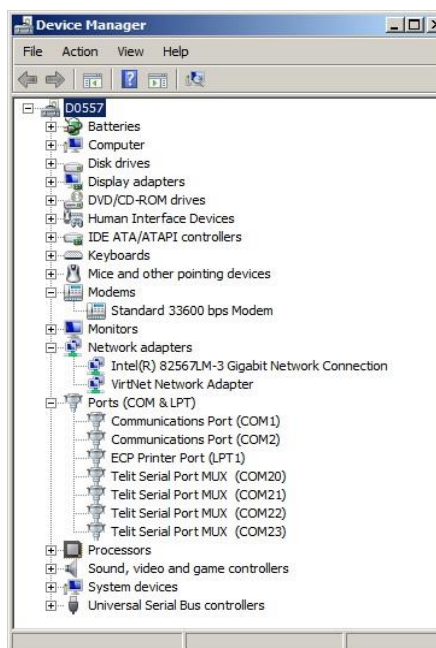 Device Manager
File Action View Help
D0557
Batteries
Computer
Disk drives
Display adapters
DVD/CD-ROM drives
Human Interface Devices
IDE ATA/ATAPI controllers
Keyboards
Mice and other pointing devices
Modems
Standard 33600 bps Modem
Monitors
Network adapters
Intel(R) 82567LM-3 Gigabit Network Connection
VirtNet Network Adapter
Ports (COM & LPT)
Communications Port (COM1)
Communications Port (COM2)
ECP Printer Port (LPT1)
Telit Serial Port MUX (COM20)
Telit Serial Port MUX (COM21)
Telit Serial Port MUX (COM22)
Telit Serial Port MUX (COM23)
Processors
Sound, video and game controllers
System devices
Universal Serial Bus controllers